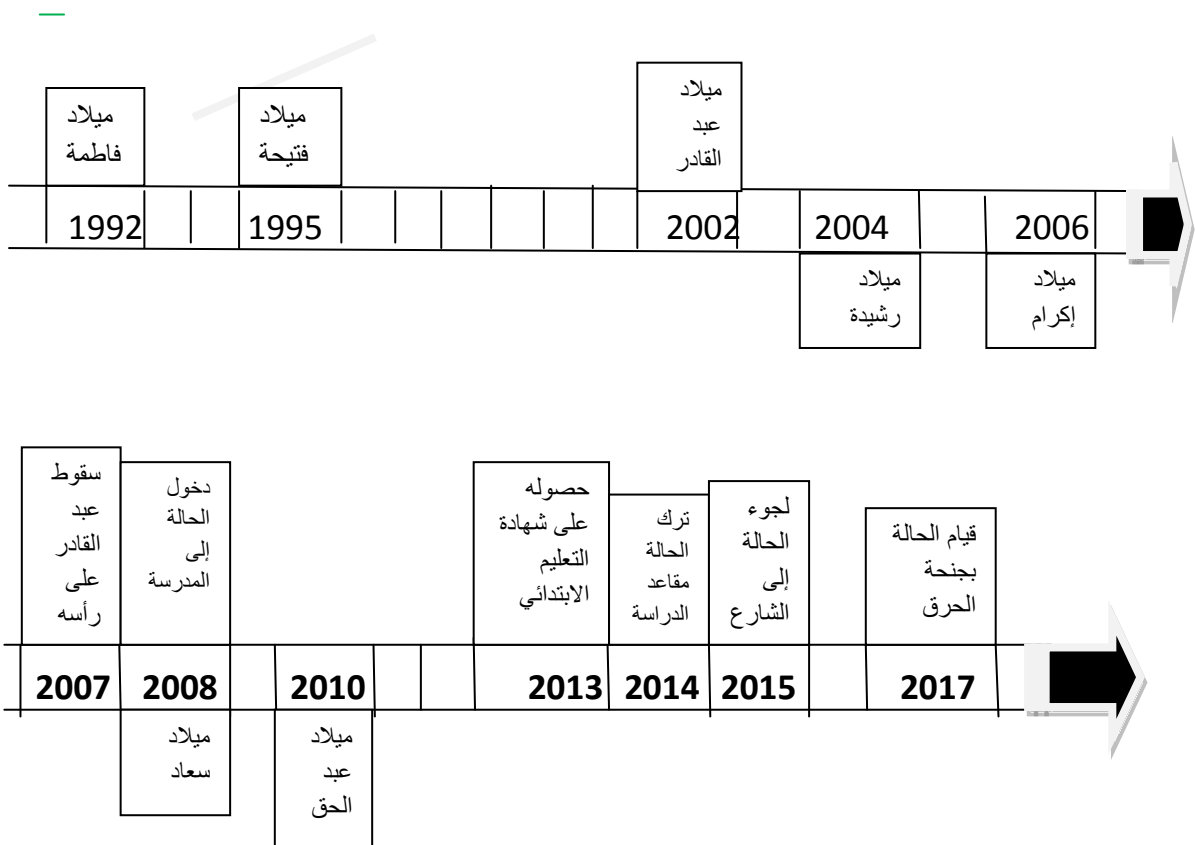 ميلاد
فاطمة
ميلاد
فتيحة
ميلاد
عبد
القادر
1992
1995
2002
2004
2006
ميلاد
رشيدة
ميلاد
إكرام
سقوط
عبد
القادر
على
رأسه
دخول
الحالة
إلى
المدرسة
حصوله
على شهادة
التعليم
الابتدائي
ترك
الحالة
مقاعد
الدراسة
لجوء
الحالة
إلى
الشارع
قيام الحالة
بجنحة
الحرق
2007
2008
2010
2013
2014
2015
2017
ميلاد
سعاد
ميلاد
عبد
الحق